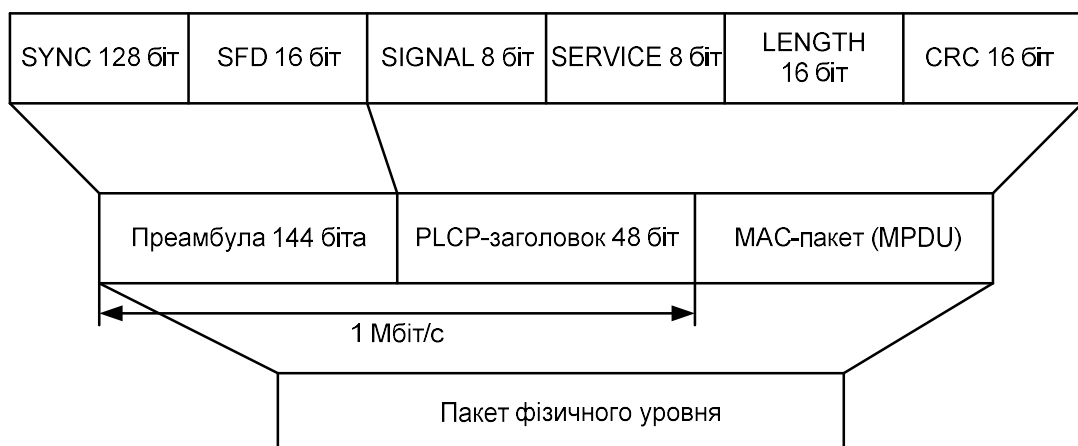 SYNC 128 біт
SFD 16 біт
SIGNAL 8 біт
SERVICE 8 біт
LENGTH
16 біт
CRC 16 біт
Преамбула 144 біта
PLCP-заголовок 48 біт
MAC-пакет (MPDU)
1 Мбіт/с
Пакет фізичного уровня